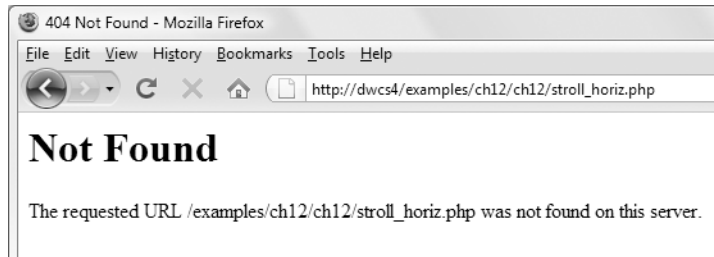 404 Not Found - Mozilla Firefox
File Edit View History Bookmarks Tools Help
http://dwcs4/examples/ch12/ch12/stroll_horiz.php
Not Found
The requested URL /examples/ch12/ch12/stroll_horiz.php was not found on this server.